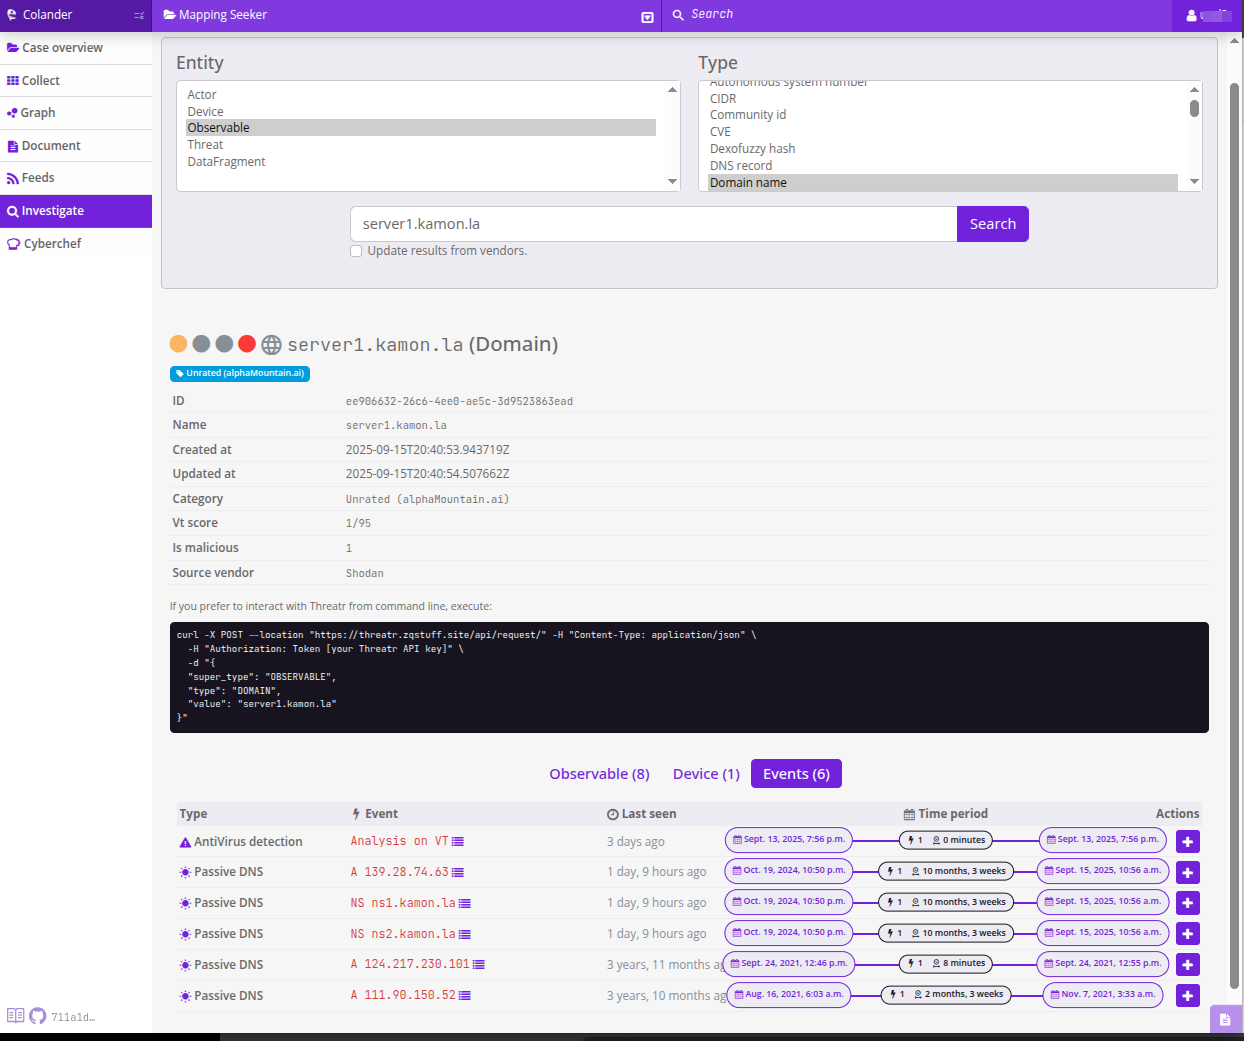 Colander
Mapping Seeker
Search
Case overview
Collect
Graph
Document
Feeds
Investigate
Cyberchef
711a1d…
Entity
Type
Actor
Device
Observable
Threat
DataFragment
Autonomous system number
CIDR
Community id
CVE
Dexofuzzy hash
DNS record
Domain name
server1.kamon.la
Search
Update results from vendors.
server1.kamon.la (Domain)
Unrated (alphaMountain.ai)
ID ee906632-26c6-4ee0-ae5c-3d9523863ead
Name server1.kamon.la
Created at 2025-09-15T20:40:53.943719Z
Updated at 2025-09-15T20:40:54.507662Z
Category Unrated (alphaMountain.ai)
Vt score 1/95
Is malicious 1
Source vendor Shodan
If you prefer to interact with Threatr from command line, execute:
curl -X POST --location "https://threatr.zqstuff.site/api/request/" -H "Content-Type: application/json" \
-H "Authorization: Token [your Threatr API key]" \
-d "{
"super_type": "OBSERVABLE",
"type": "DOMAIN",
"value": "server1.kamon.la"
}"
Observable (8) Device (1) Events (6)
Type Event Last seen Time period Actions
AntiVirus detection Analysis on VT 3 days ago Sept. 13, 2025, 7:56 p.m. 1 0 minutes Sept. 13, 2025, 7:56 p.m.
Passive DNS A 139.28.74.63 1 day, 9 hours ago Oct. 19, 2024, 10:50 p.m. 1 10 months, 3 weeks Sept. 15, 2025, 10:56 a.m.
Passive DNS NS ns1.kamon.la 1 day, 9 hours ago Oct. 19, 2024, 10:50 p.m. 1 10 months, 3 weeks Sept. 15, 2025, 10:56 a.m.
Passive DNS NS ns2.kamon.la 1 day, 9 hours ago Oct. 19, 2024, 10:50 p.m. 1 10 months, 3 weeks Sept. 15, 2025, 10:56 a.m.
Passive DNS A 124.217.230.101 3 years, 11 months ag Sept. 24, 2021, 12:46 p.m. 1 8 minutes Sept. 24, 2021, 12:55 p.m.
Passive DNS A 111.90.150.52 3 years, 10 months ag Aug. 16, 2021, 6:03 a.m. 1 2 months, 3 weeks Nov. 7, 2021, 3:33 a.m.